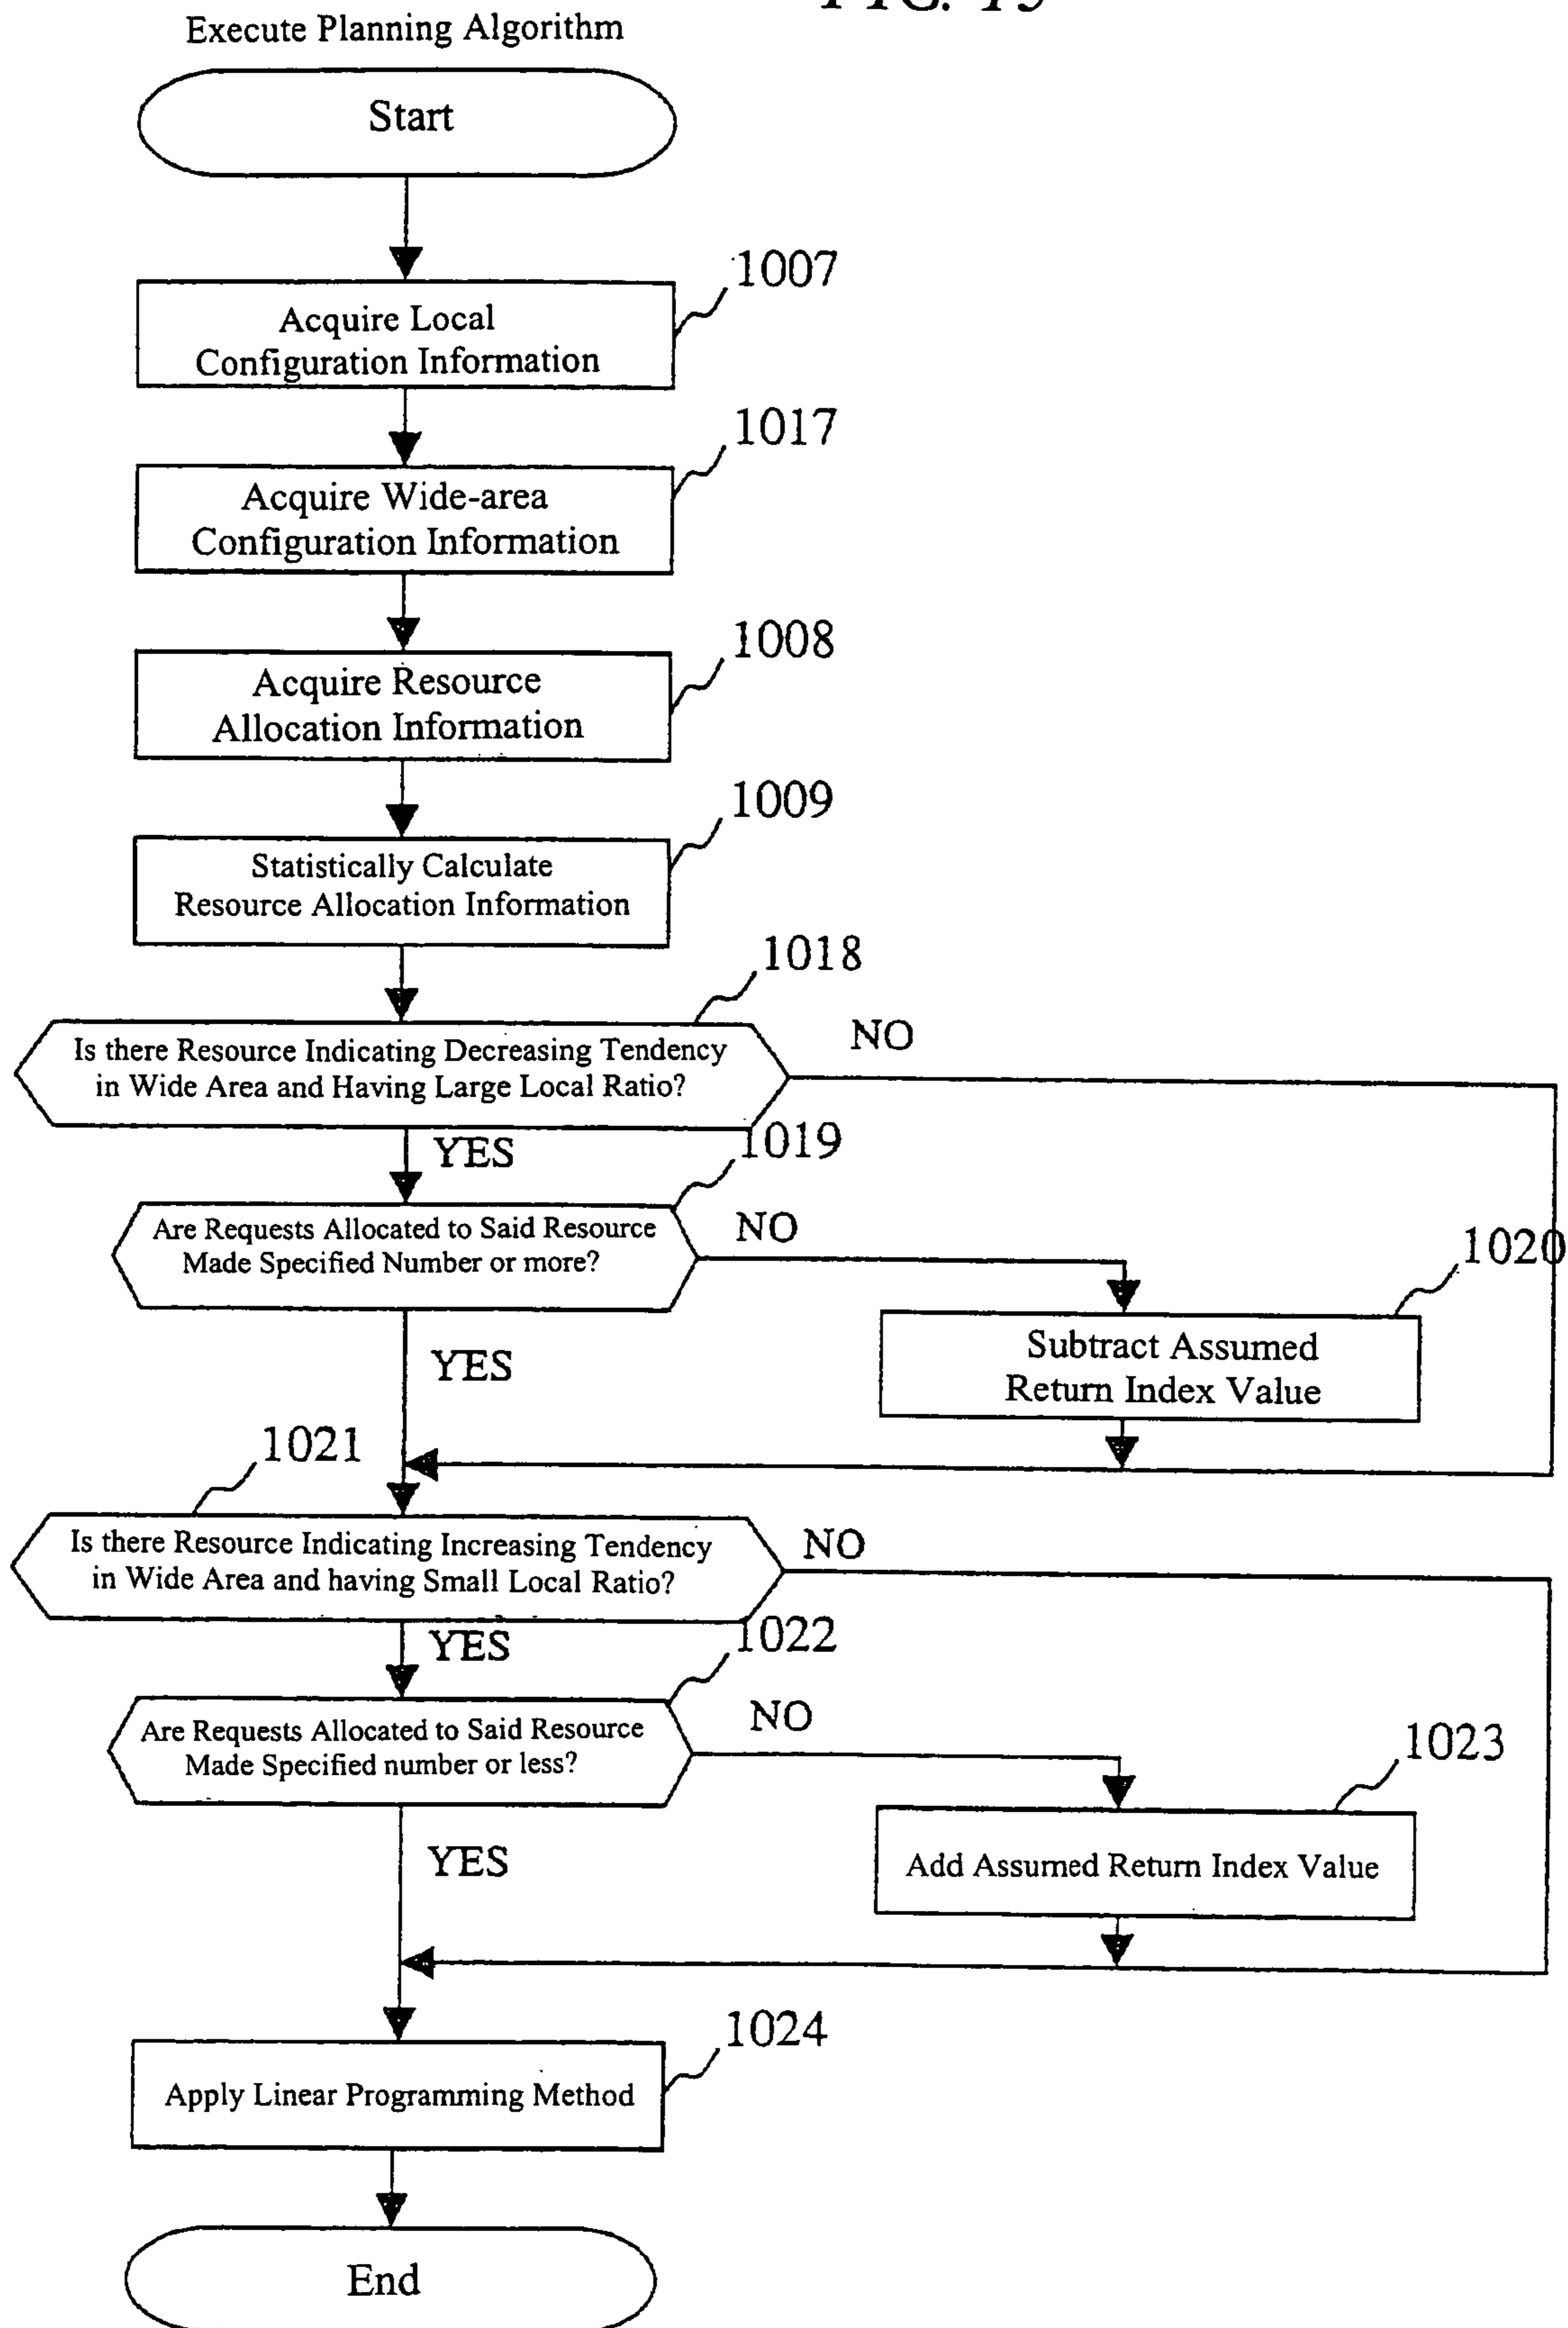 Execute Planning Algorithm
Start
1007
Acquire Local
Configuration Information
1017
Acquire Wide-area
Configuration Information
1008
Acquire Resource
Allocation Information
1009
Statistically Calculate
Resource Allocation Information
1018
Is there Resource Indicating Decreasing Tendency
in Wide Area and Having Large Local Ratio?
NO
YES
1019
Are Requests Allocated to Said Resource
Made Specified Number or more?
NO
1020
Subtract Assumed
Return Index Value
YES
1021
Is there Resource Indicating Increasing Tendency
in Wide Area and having Small Local Ratio?
NO
YES
1022
Are Requests Allocated to Said Resource
Made Specified number or less?
NO
1023
Add Assumed Return Index Value
YES
1024
Apply Linear Programming Method
End